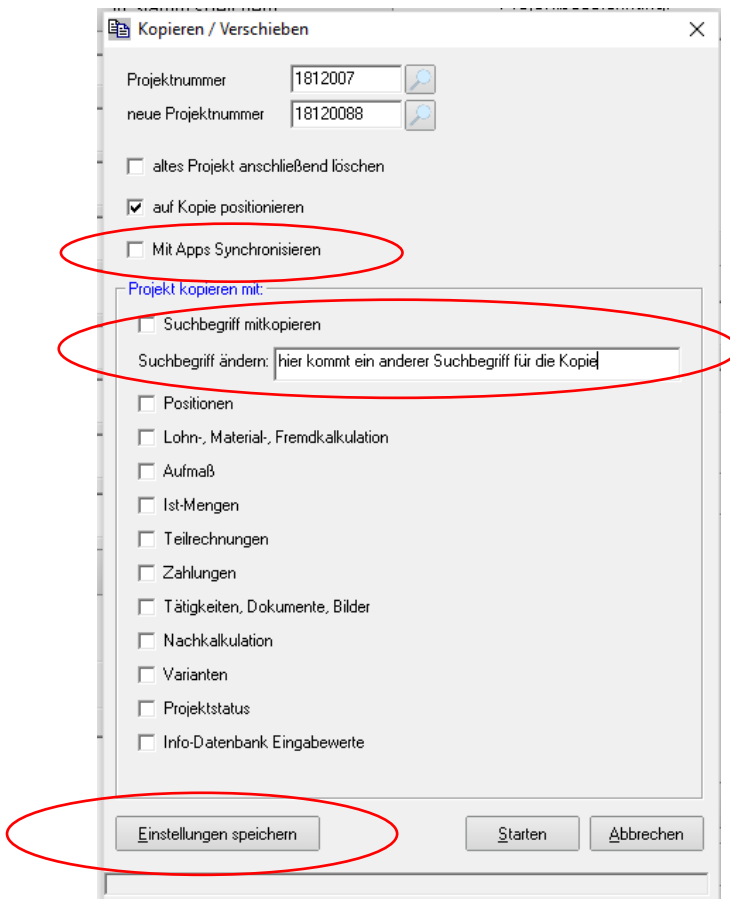 Kopieren / Verschieben
Projektnummer 1812007
neue Projektnummer 18120088
altes Projekt anschließend löschen
auf Kopie positionieren
Mit Apps Synchronisieren
Projekt kopieren mit:
Suchbegriff mitkopieren
Suchbegriff ändern: hier kommt ein anderer Suchbegriff für die Kopie
Positionen
Lohn-, Material-, Fremdkalkulation
Aufmaß
Ist-Mengen
Teilrechnungen
Zahlungen
Tätigkeiten, Dokumente, Bilder
Nachkalkulation
Varianten
Projektstatus
Info-Datenbank Eingabewerte
Einstellungen speichern Starten Abbrechen